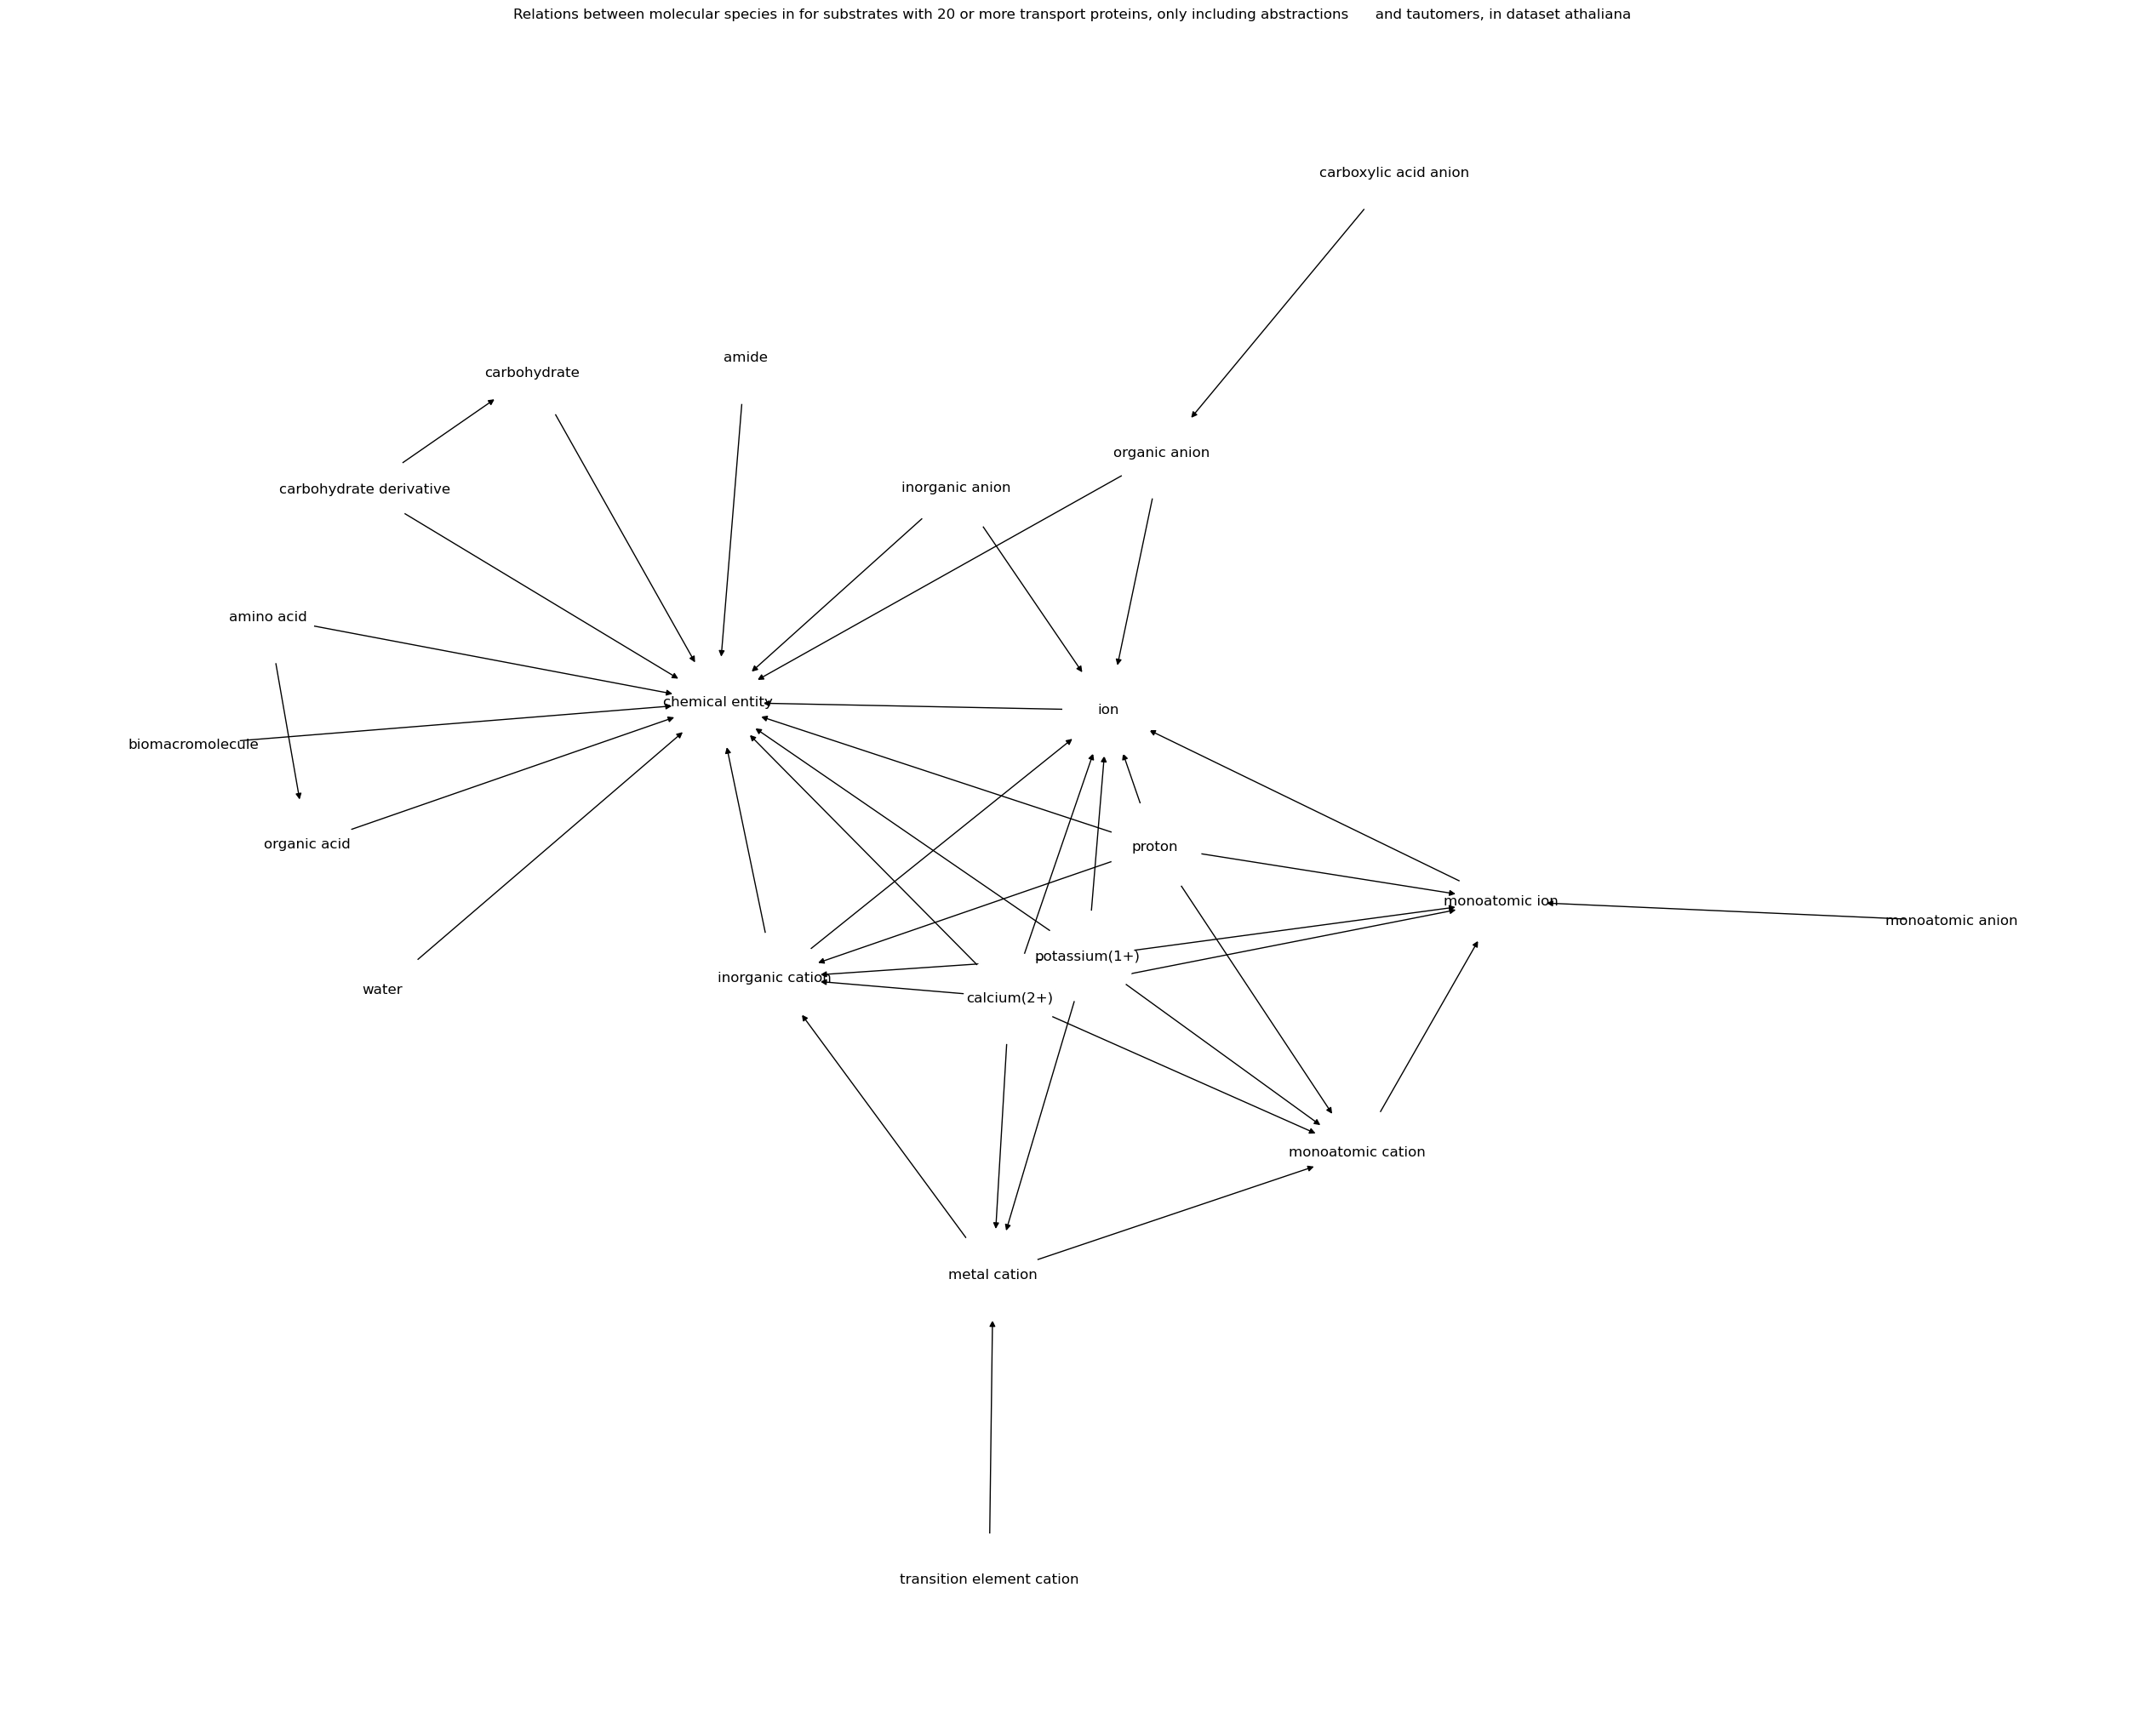 Relations between molecular species in for substrates with 20 or more transport proteins, only including abstractions      and tautomers, in dataset athaliana
carboxylic acid anion
amide
carbohydrate
organic anion
inorganic anion
carbohydrate derivative
amino acid
chemical entity
ion
biomacromolecule
organic acid
proton
monoatomic ion
monoatomic anion
potassium(1+)
inorganic cation
water
calcium(2+)
monoatomic cation
metal cation
transition element cation